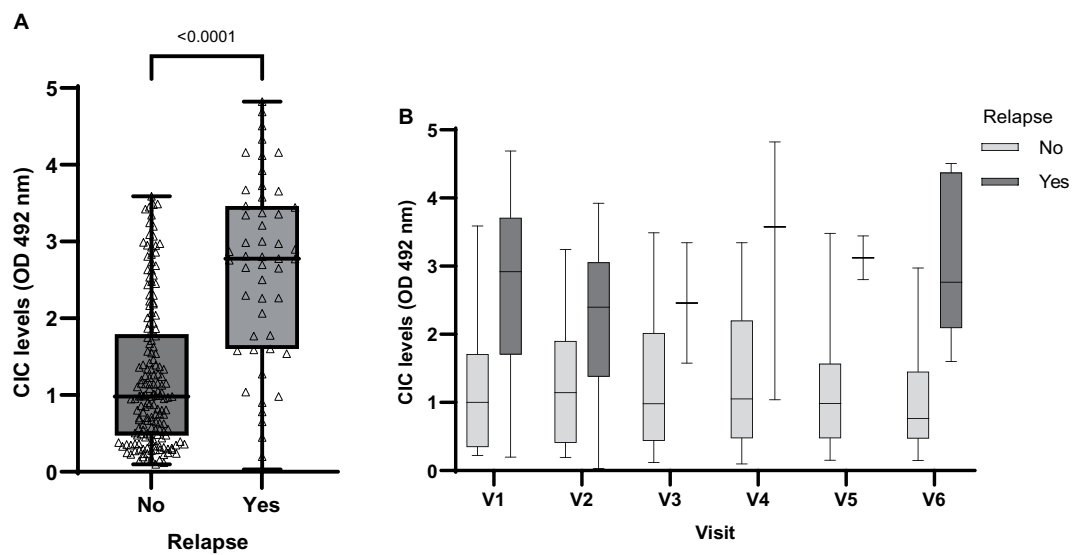 A
<0.0001
5
4
3
2
1
0
CIC levels (OD 492 nm)
No
Yes
Relapse
B
5
4
3
2
1
0
CIC levels (OD 492 nm)
V1
V2
V3
V4
V5
V6
Visit
Relapse
No
Yes